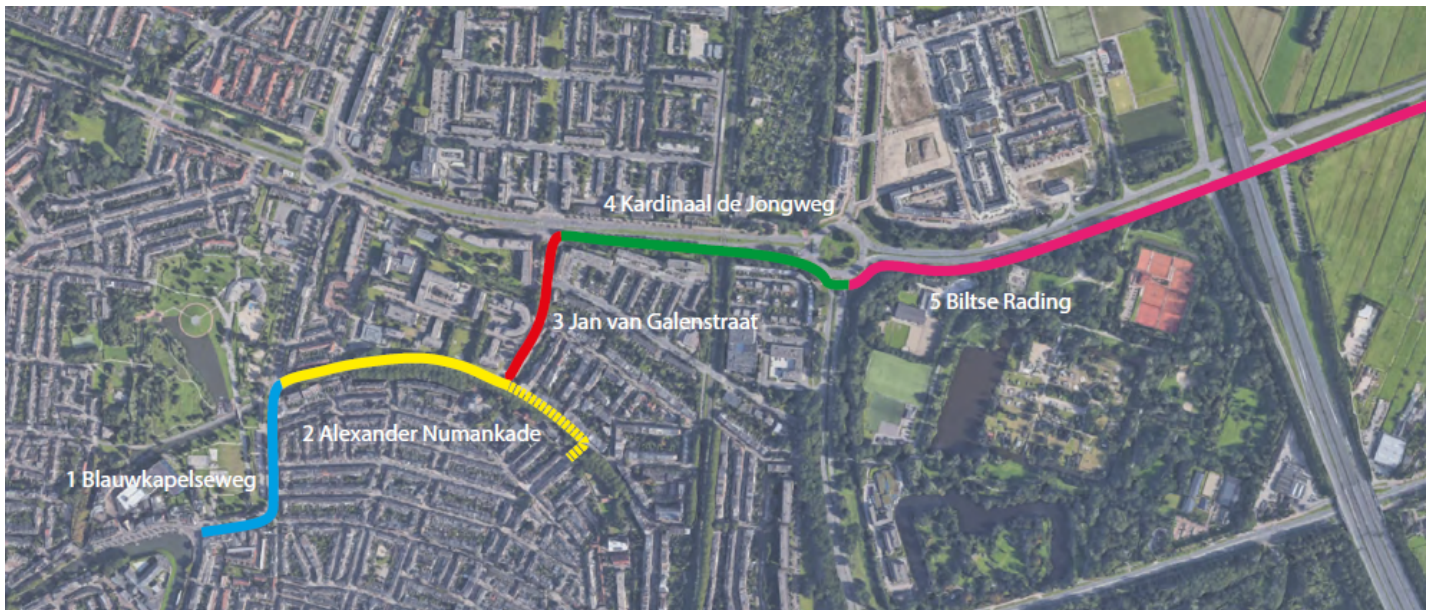 4 Kardinaal de Jongweg
5 Biltse Rading
3 Jan van Galenstraat
2 Alexander Numankade
1 Blauwkapelseweg